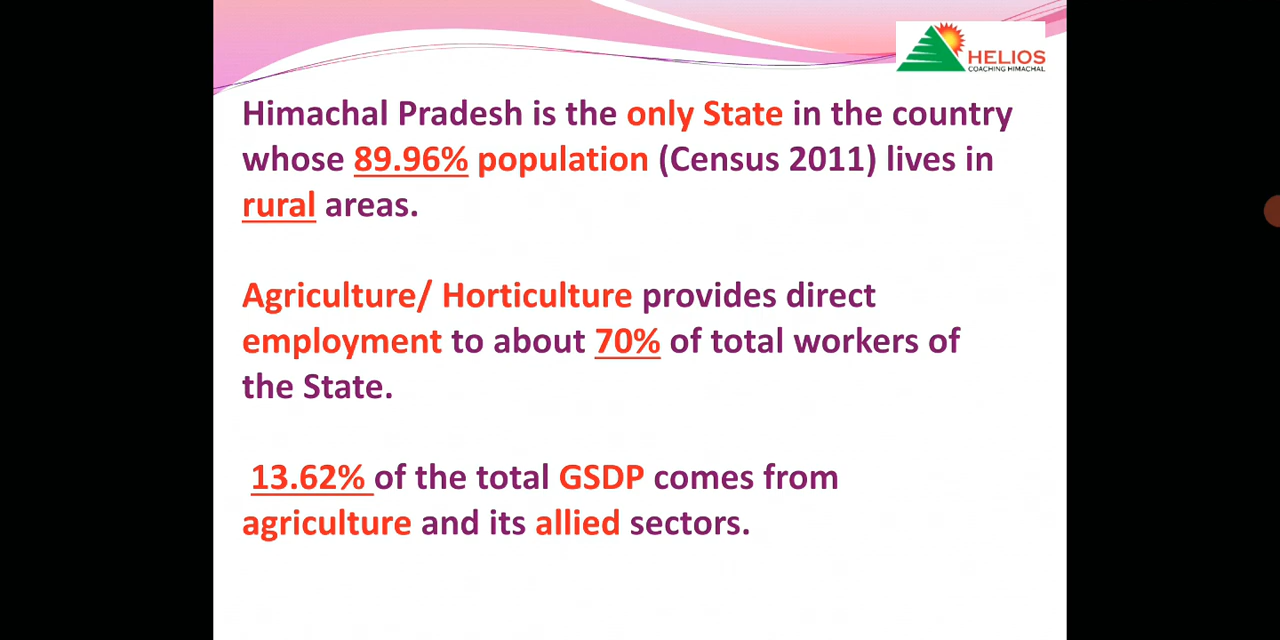 HELIOS
COACHING HIMACHAL
Himachal Pradesh is the only State in the country
whose 89.96% population (Census 2011) lives in
rural areas.
Agriculture/ Horticulture provides direct
employment to about 70% of total workers of
the State.
13.62% of the total GSDP comes from
agriculture and its allied sectors.